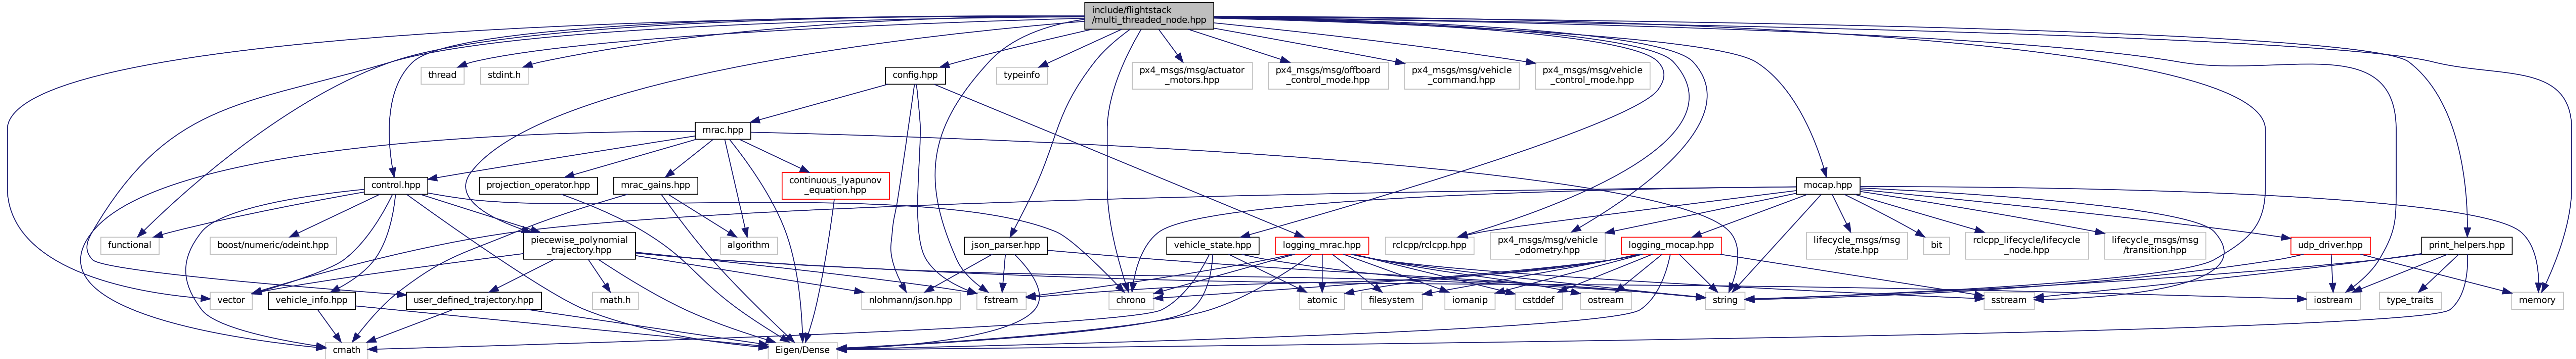 include/flightstack
/multi_threaded_node.hpp
thread
stdint.h
config.hpp
typeinfo
px4_msgs/msg/actuator
_motors.hpp
px4_msgs/msg/offboard
_control_mode.hpp
px4_msgs/msg/vehicle
_command.hpp
px4_msgs/msg/vehicle
_control_mode.hpp
mrac.hpp
control.hpp
projection_operator.hpp
mrac_gains.hpp
continuous_lyapunov
_equation.hpp
mocap.hpp
functional
boost/numeric/odeint.hpp
piecewise_polynomial
_trajectory.hpp
algorithm
json_parser.hpp
vehicle_state.hpp
logging_mrac.hpp
rclcpp/rclcpp.hpp
px4_msgs/msg/vehicle
_odometry.hpp
logging_mocap.hpp
lifecycle_msgs/msg
/state.hpp
bit
rclcpp_lifecycle/lifecycle
_node.hpp
lifecycle_msgs/msg
/transition.hpp
udp_driver.hpp
print_helpers.hpp
vector
vehicle_info.hpp
user_defined_trajectory.hpp
math.h
nlohmann/json.hpp
fstream
chrono
atomic
filesystem
iomanip
cstddef
ostream
string
sstream
iostream
type_traits
memory
cmath
Eigen/Dense